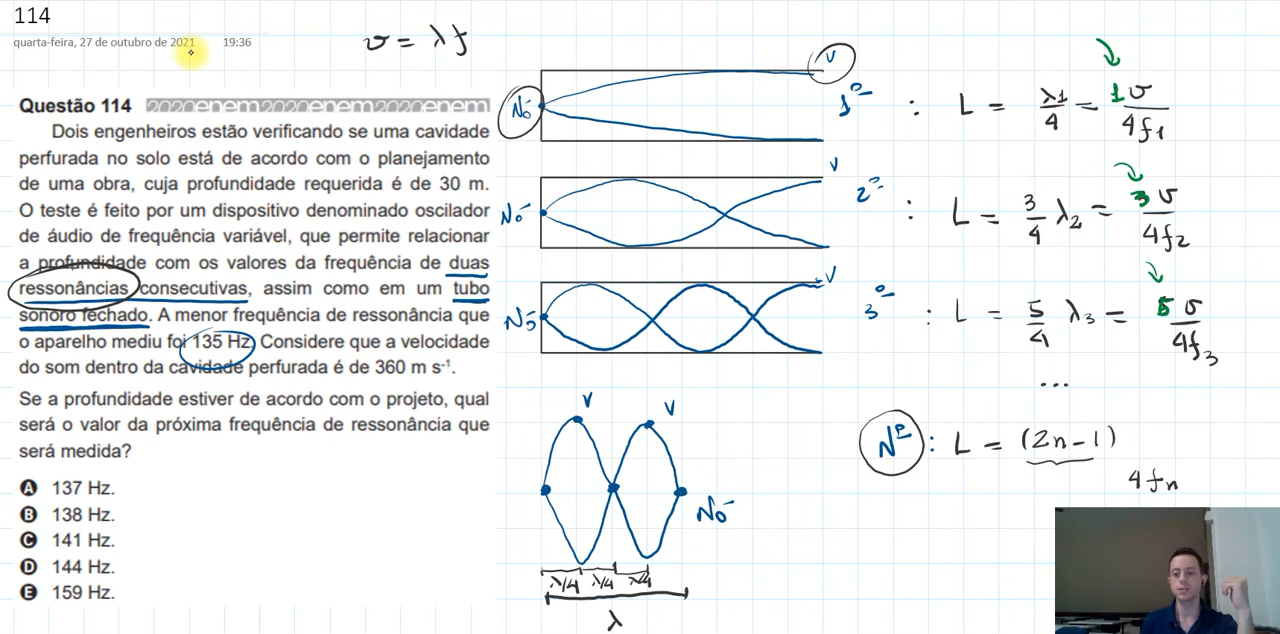 114
quarta-feira, 27 de outubro de 2021 19:36
v = λf
Questão 114 2020enem2020enem2020enem
Dois engenheiros estão verificando se uma cavidade
perfurada no solo está de acordo com o planejamento
de uma obra, cuja profundidade requerida é de 30 m.
O teste é feito por um dispositivo denominado oscilador
de áudio de frequência variável, que permite relacionar
a profundidade com os valores da frequência de duas
ressonâncias consecutivas, assim como em um tubo
sonoro fechado. A menor frequência de ressonância que
o aparelho mediu foi 135 Hz. Considere que a velocidade
do som dentro da cavidade perfurada é de 360 m s⁻¹.
Se a profundidade estiver de acordo com o projeto, qual
será o valor da próxima frequência de ressonância que
será medida?
A 137 Hz.
B 138 Hz.
C 141 Hz.
D 144 Hz.
E 159 Hz.
Nó V 1º : L = λ1/4 = 1v/4f1
Nó V 2º : L = 3/4 λ2 = 3v/4f2
Nó V 3º : L = 5/4 λ3 = 5v/4f3
...
Nº : L = (2n-1)
4fn
V V
Nó
λ/4 λ/4 λ/4
λ